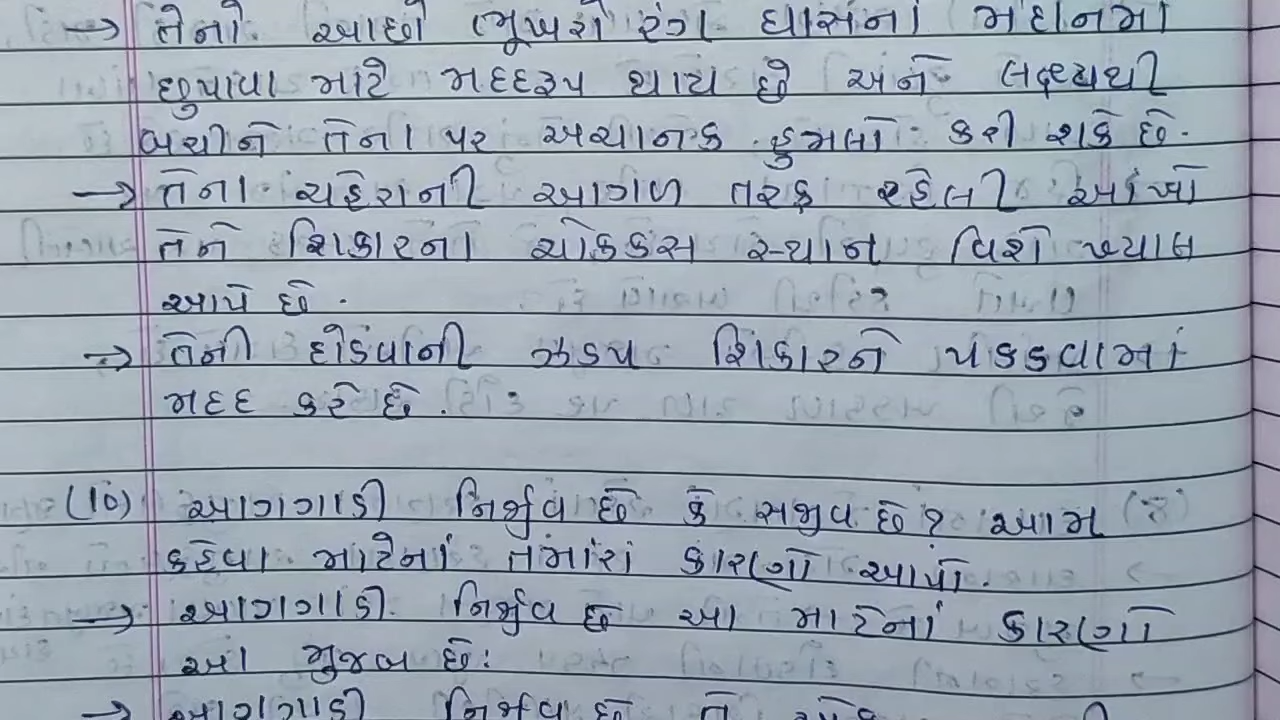 → તેનો આછો ભૂખરો રંગ ઘાસના મેદાનમાં
છુપાવા માટે મદદરૂપ થાય છે અને લક્ષ્યથી
બચીને તેના પર અચાનક હુમલો કરી શકે છે.
→ તેના ચહેરાની આગળ તરફ રહેલી આંખો
તેને શિકારના ચોક્કસ સ્થાન વિશે ખ્યાલ
આપે છે.
→ તેની દોડવાની ઝડપ શિકારને પકડવામાં
મદદ કરે છે.
(10) આગગાડી નિર્જીવ છે કે સજીવ છે? આમ
કહેવા માટેનાં તમારાં કારણો આપો.
→ આગગાડી નિર્જીવ છે આ માટેનાં કારણો
આ મુજબ છે:
→ આગગાડી નિર્જીવ છે તે